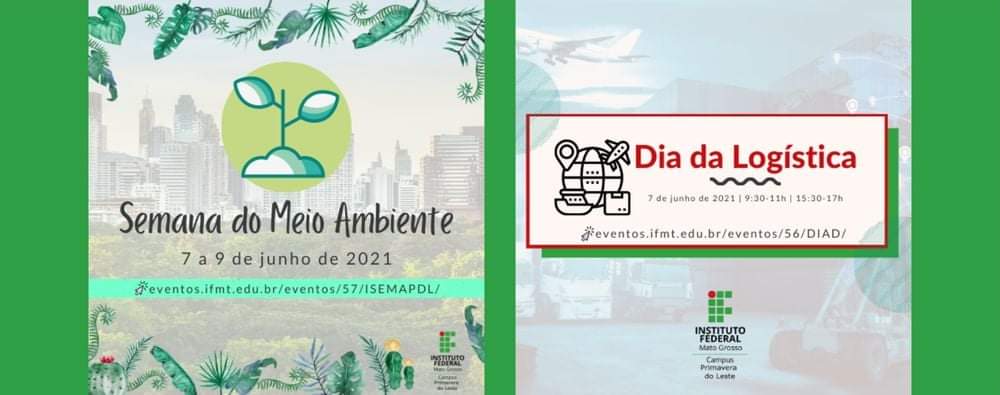 Semana do Meio Ambiente
7 a 9 de junho de 2021
eventos.ifmt.edu.br/eventos/57/ISEMAPDL/
INSTITUTO
FEDERAL
Mato Grosso
Campus
Primavera
do Leste
Dia da Logística
7 de junho de 2021 | 9:30-11h | 15:30-17h
eventos.ifmt.edu.br/eventos/56/DIAD/
INSTITUTO
FEDERAL
Mato Grosso
Campus
Primavera
do Leste